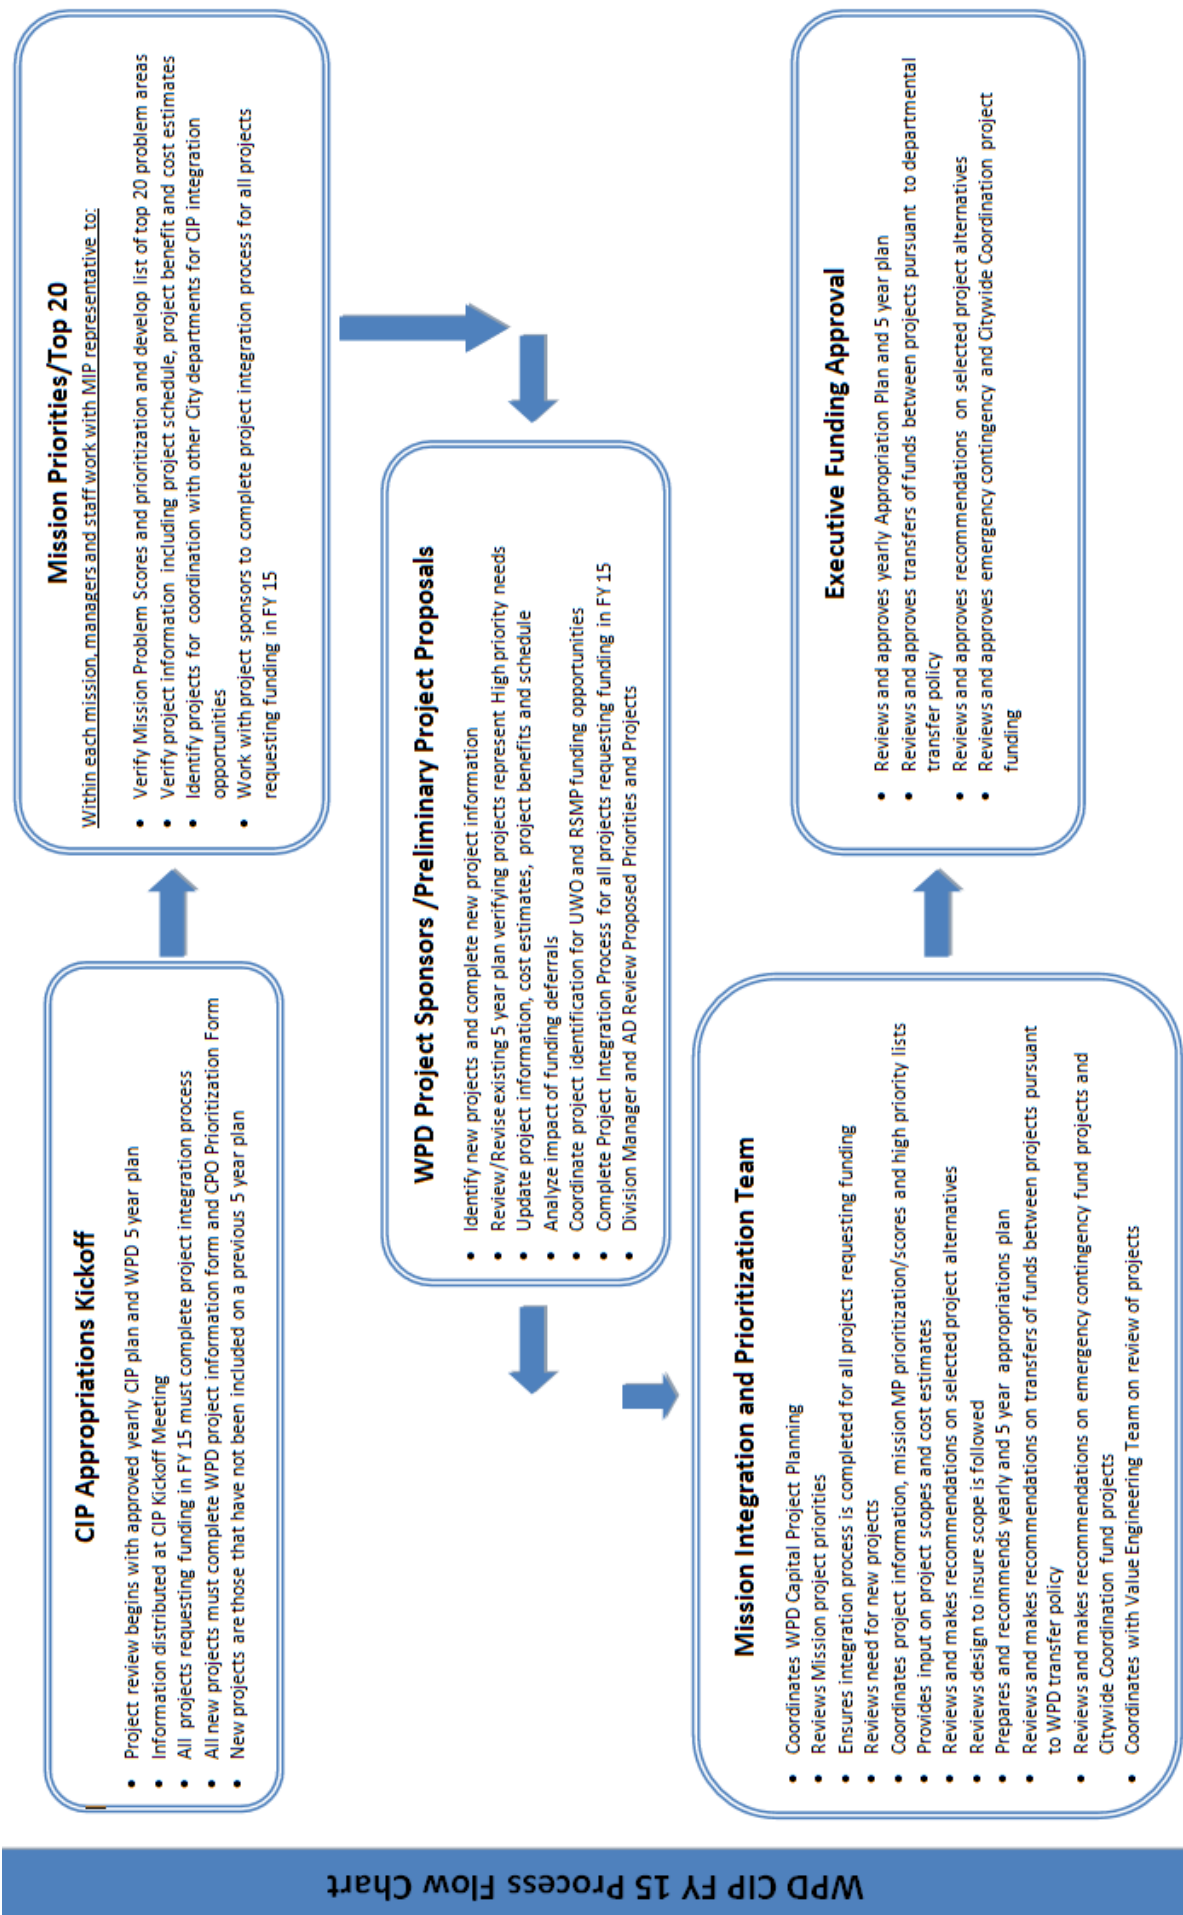 WPD CIP FY 15 Process Flow Chart
CIP Appropriations Kickoff
• Project review begins with approved yearly CIP plan and WPD 5 year plan
• Information distributed at CIP Kickoff Meeting
• All projects requesting funding in FY 15 must complete project integration process
• All new projects must complete WPD project information form and CPO Prioritization Form
• New projects are those that have not been included on a previous 5 year plan
Mission Priorities/Top 20
Within each mission, managers and staff work with MIP representative to:
• Verify Mission Problem Scores and prioritization and develop list of top 20 problem areas
• Verify project information including project schedule, project benefit and cost estimates
• Identify projects for coordination with other City departments for CIP integration
opportunities
• Work with project sponsors to complete project integration process for all projects
requesting funding in FY 15
WPD Project Sponsors /Preliminary Project Proposals
• Identify new projects and complete new project information
• Review/Revise existing 5 year plan verifying projects represent High priority needs
• Update project information, cost estimates, project benefits and schedule
• Analyze impact of funding deferrals
• Coordinate project identification for UWO and RSMP funding opportunities
• Complete Project Integration Process for all projects requesting funding in FY 15
• Division Manager and AD Review Proposed Priorities and Projects
Mission Integration and Prioritization Team
• Coordinates WPD Capital Project Planning
• Reviews Mission project priorities
• Ensures integration process is completed for all projects requesting funding
• Reviews need for new projects
• Coordinates project information, mission MP prioritization/scores and high priority lists
• Provides input on project scopes and cost estimates
• Reviews and makes recommendations on selected project alternatives
• Reviews design to insure scope is followed
• Prepares and recommends yearly and 5 year appropriations plan
• Reviews and makes recommendations on transfers of funds between projects pursuant
to WPD transfer policy
• Reviews and makes recommendations on emergency contingency fund projects and
Citywide Coordination fund projects
• Coordinates with Value Engineering Team on review of projects
Executive Funding Approval
• Reviews and approves yearly Appropriation Plan and 5 year plan
• Reviews and approves transfers of funds between projects pursuant to departmental
transfer policy
• Reviews and approves recommendations on selected project alternatives
• Reviews and approves emergency contingency and Citywide Coordination project
funding